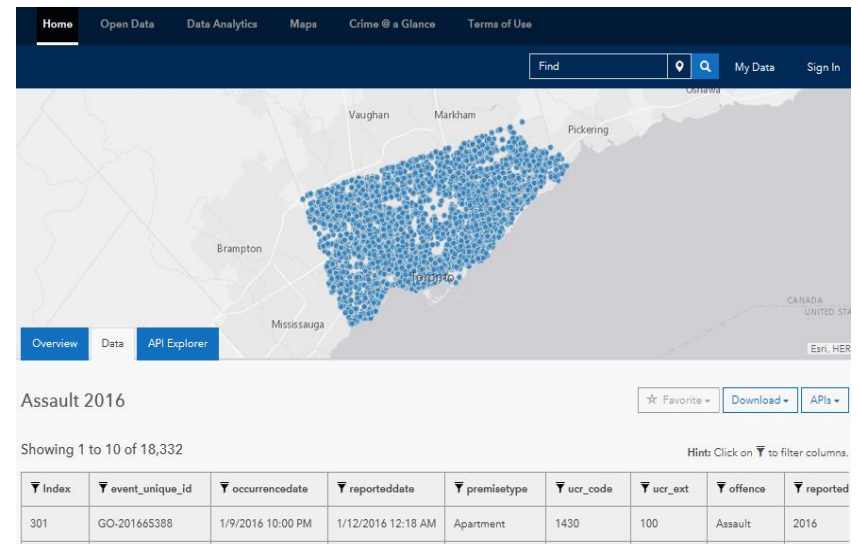 Home Open Data Data Analytics Maps Crime @ a Glance Terms of Use
Find My Data Sign In
Oshawa
Vaughan Markham
Pickering
Brampton
Toronto
CANADA
UNITED STA
Mississauga
Overview Data API Explorer
Esri, HER
Assault 2016
Favorite Download APIs
Showing 1 to 10 of 18,332
Hint: Click on to filter columns.
Index event_unique_id occurrencedate reporteddate premisetype ucr_code ucr_ext offence reported
301 GO-201665388 1/9/2016 10:00 PM 1/12/2016 12:18 AM Apartment 1430 100 Assault 2016